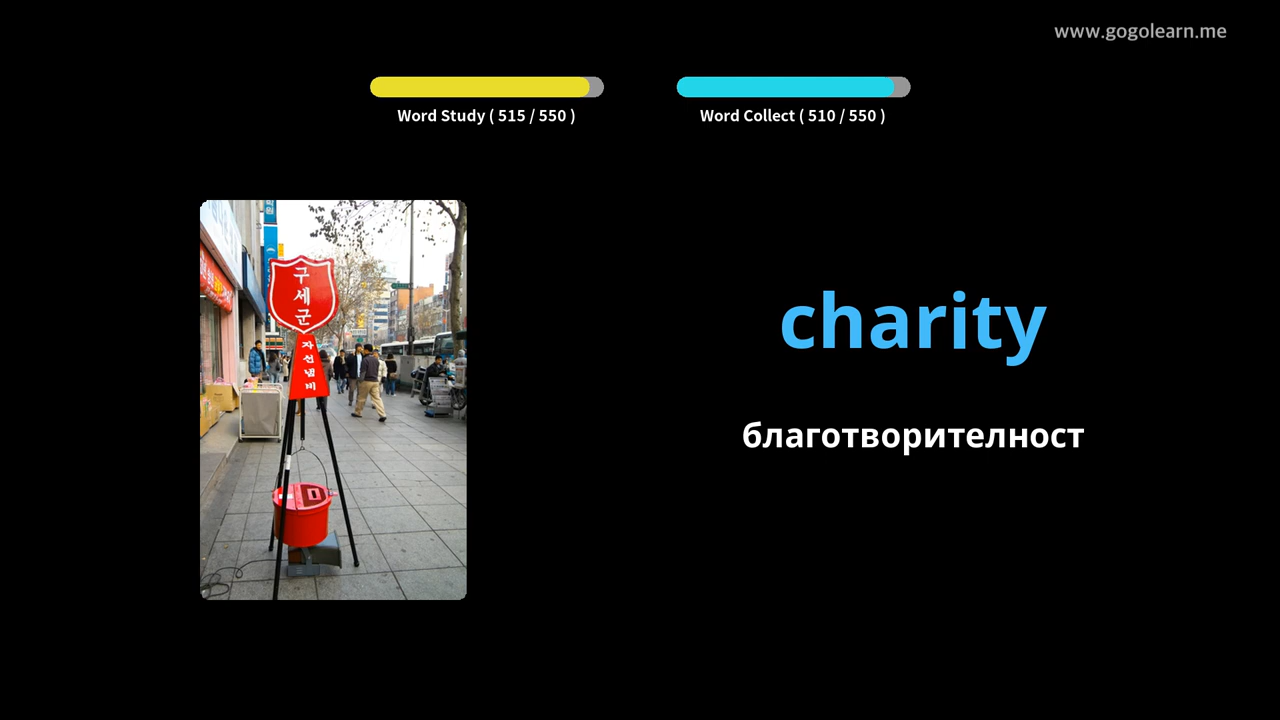 www.gogolearn.me
Word Study ( 515 / 550 )
Word Collect ( 510 / 550 )
구
세
군
자
선
냄
비
charity
благотворителност